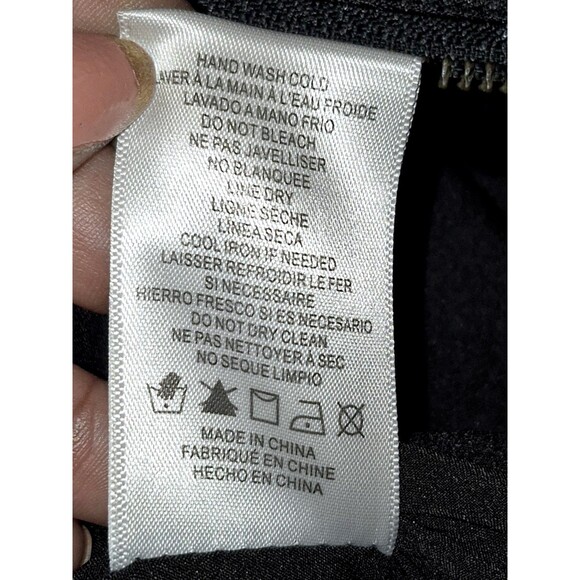 HAND WASH COLD
LAVER À LA MAIN À L'EAU FROIDE
LAVADO A MANO FRIO
DO NOT BLEACH
NE PAS JAVELLISER
NO BLANQUEE
LINE DRY
LIGNE SÈCHE
LÍNEA SECA
COOL IRON IF NEEDED
LAISSER REFROIDIR LE FER
SI NÉCESSAIRE
HIERRO FRESCO SI ES NECESARIO
DO NOT DRY CLEAN
NE PAS NETTOYER À SEC
NO SEQUE LIMPIO
MADE IN CHINA
FABRIQUÉ EN CHINE
HECHO EN CHINA